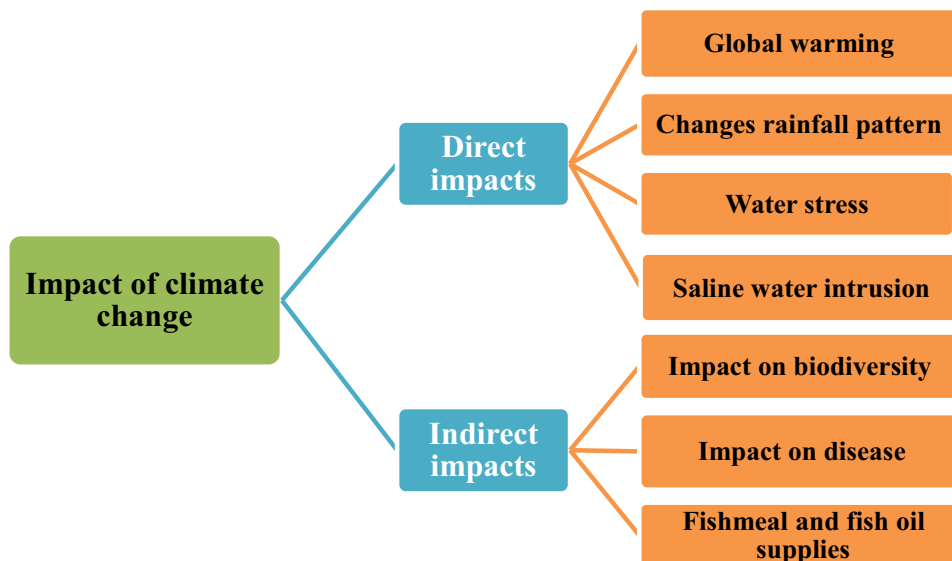 Impact of climate
change
Direct
impacts
Global warming
Changes rainfall pattern
Water stress
Saline water intrusion
Indirect
impacts
Impact on biodiversity
Impact on disease
Fishmeal and fish oil
supplies